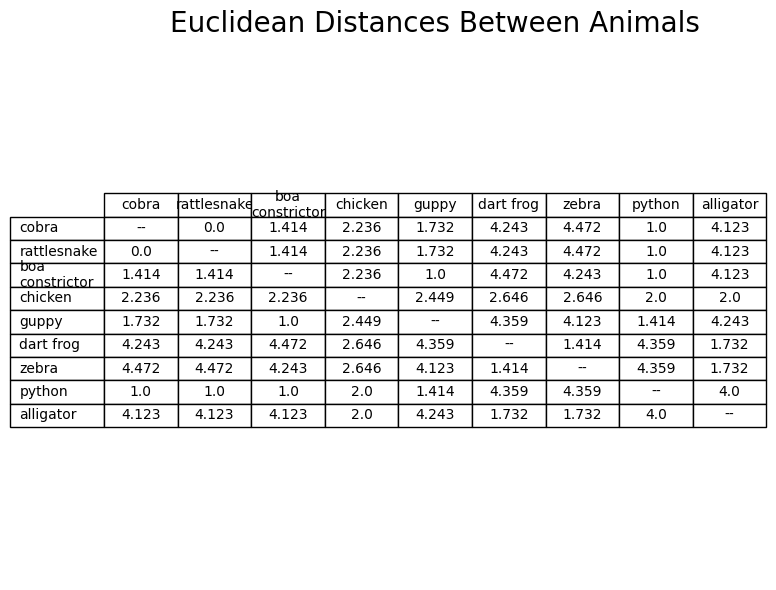 Euclidean Distances Between Animals
cobra rattlesnake boa constrictor chicken guppy dart frog zebra python alligator
cobra -- 0.0 1.414 2.236 1.732 4.243 4.472 1.0 4.123
rattlesnake 0.0 -- 1.414 2.236 1.732 4.243 4.472 1.0 4.123
boa constrictor 1.414 1.414 -- 2.236 1.0 4.472 4.243 1.0 4.123
chicken 2.236 2.236 2.236 -- 2.449 2.646 2.646 2.0 2.0
guppy 1.732 1.732 1.0 2.449 -- 4.359 4.123 1.414 4.243
dart frog 4.243 4.243 4.472 2.646 4.359 -- 1.414 4.359 1.732
zebra 4.472 4.472 4.243 2.646 4.123 1.414 -- 4.359 1.732
python 1.0 1.0 1.0 2.0 1.414 4.359 4.359 -- 4.0
alligator 4.123 4.123 4.123 2.0 4.243 1.732 1.732 4.0 --